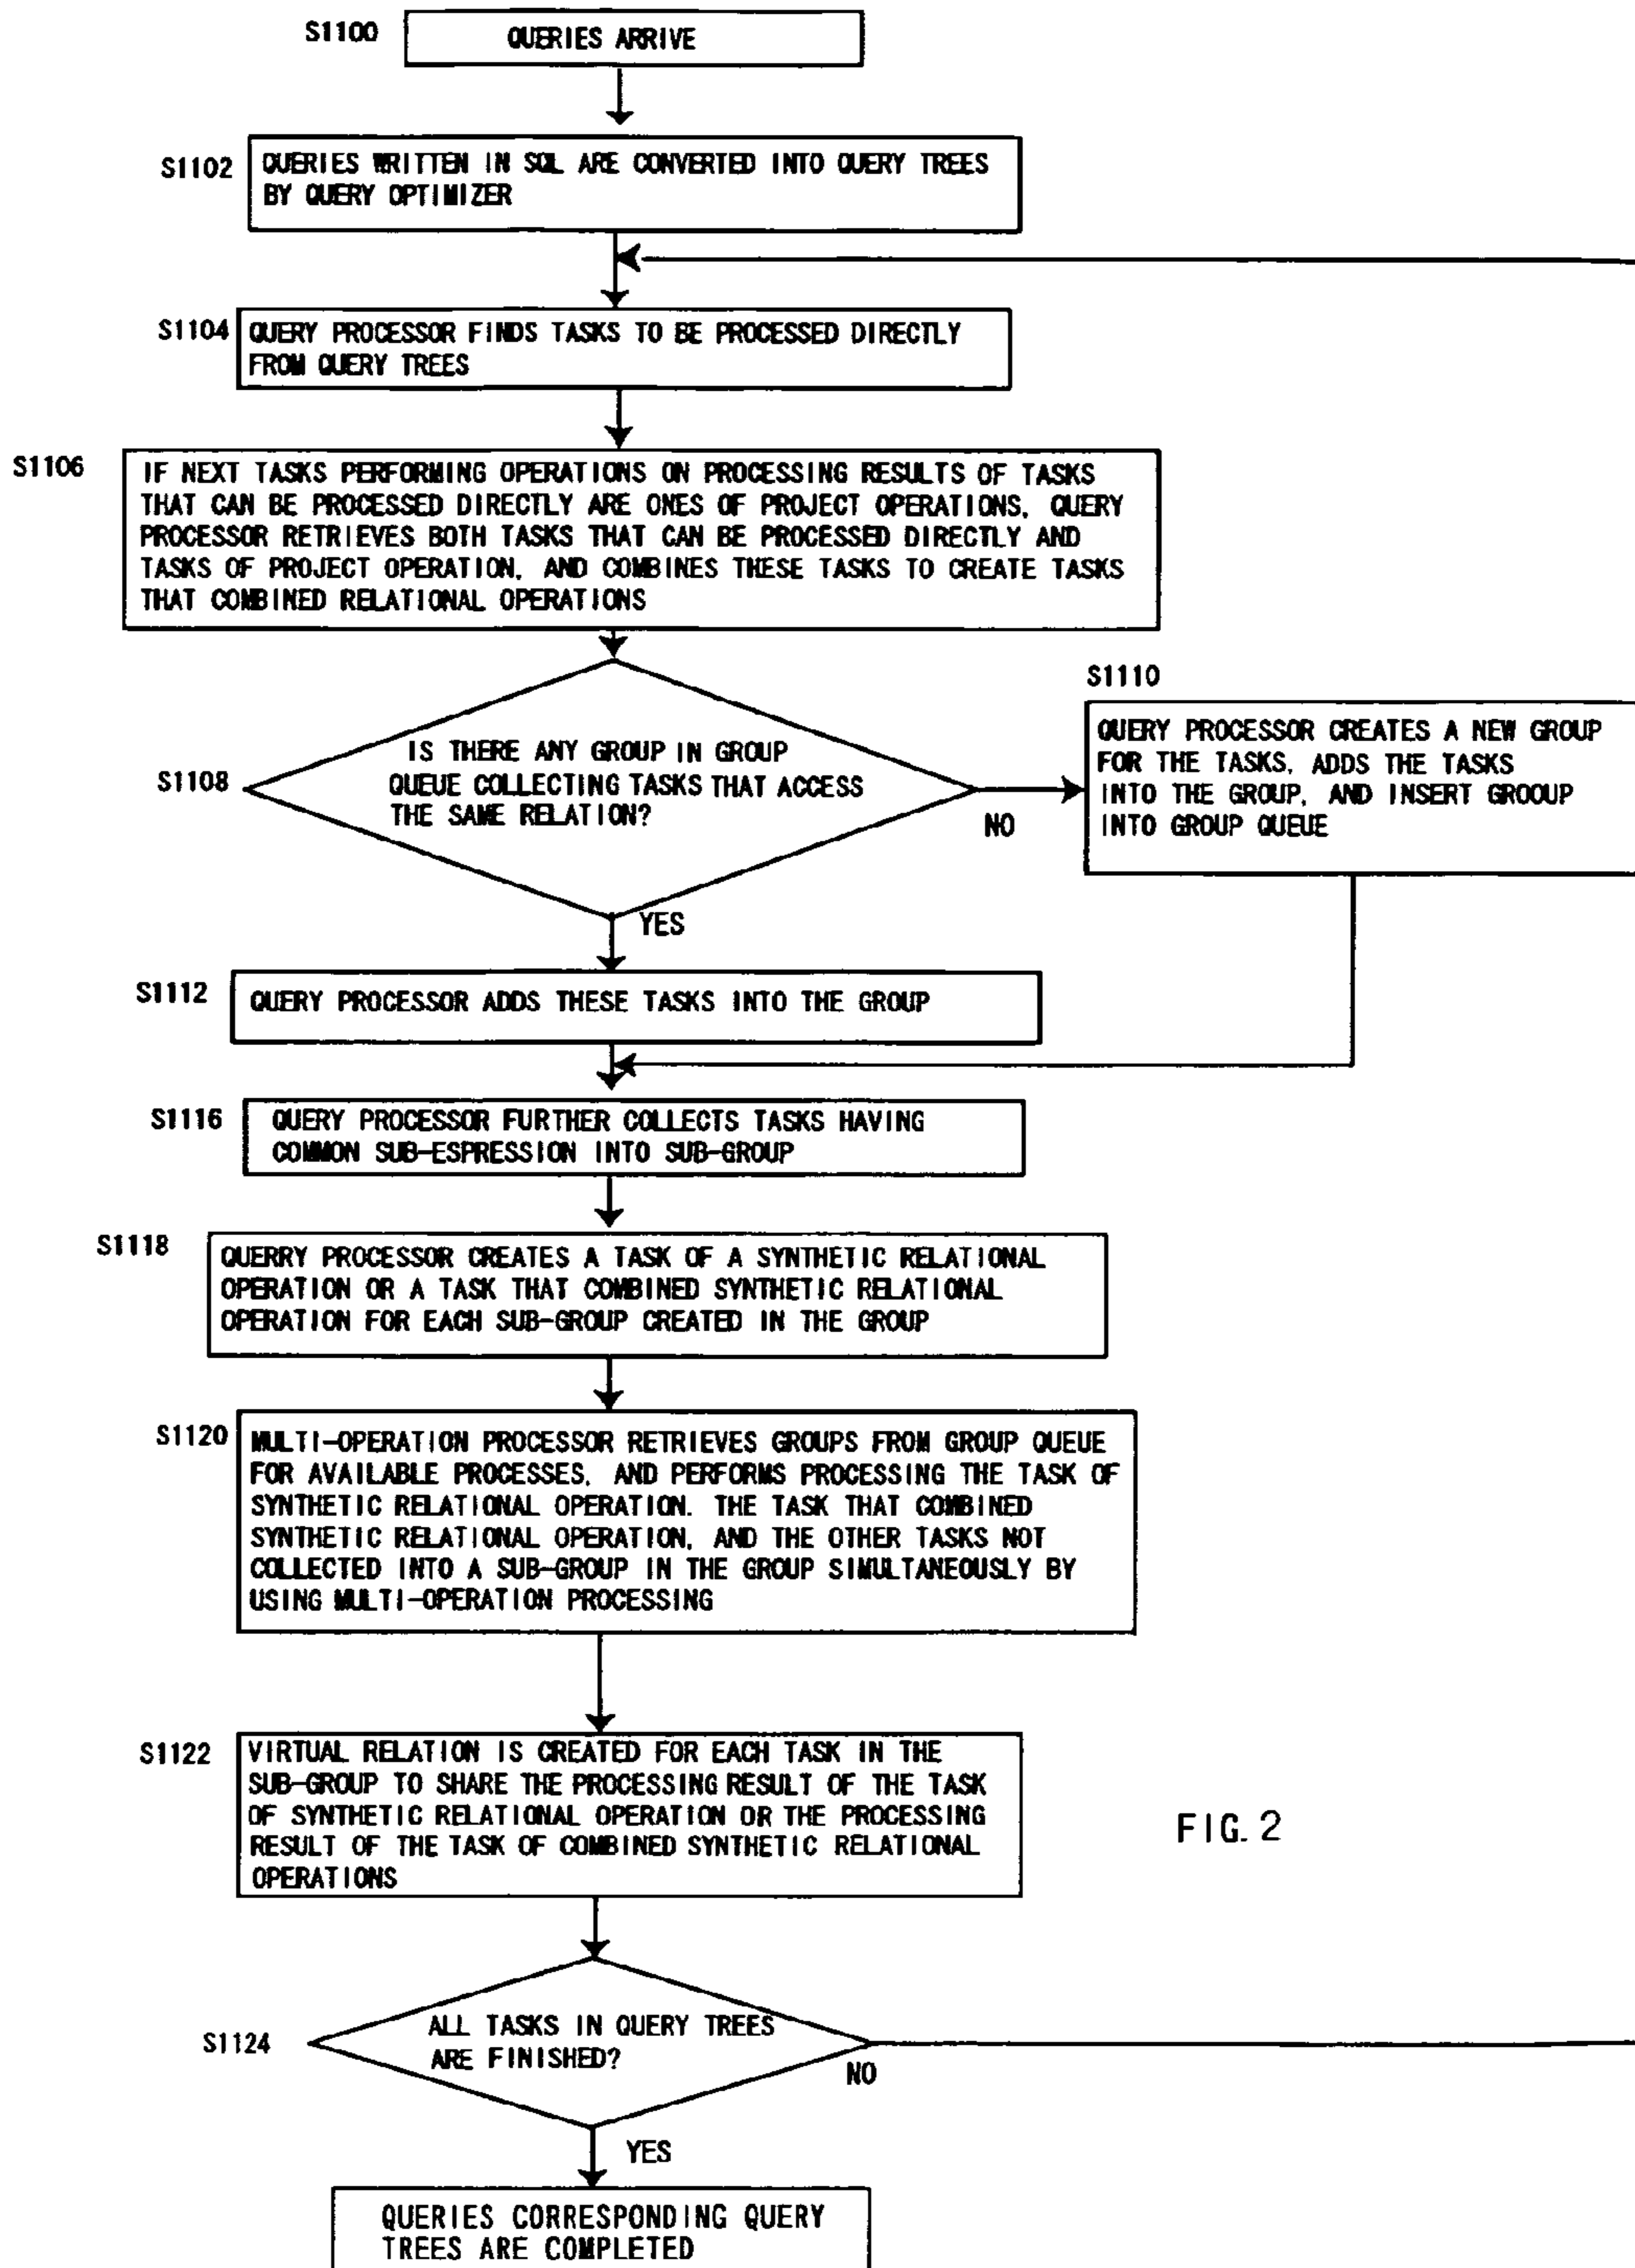 S1100
QUERIES ARRIVE
S1102
QUERIES WRITTEN IN SQL ARE CONVERTED INTO QUERY TREES
BY QUERY OPTIMIZER
S1104
QUERY PROCESSOR FINDS TASKS TO BE PROCESSED DIRECTLY
FROM QUERY TREES
S1106
IF NEXT TASKS PERFORMING OPERATIONS ON PROCESSING RESULTS OF TASKS
THAT CAN BE PROCESSED DIRECTLY ARE ONES OF PROJECT OPERATIONS, QUERY
PROCESSOR RETRIEVES BOTH TASKS THAT CAN BE PROCESSED DIRECTLY AND
TASKS OF PROJECT OPERATION, AND COMBINES THESE TASKS TO CREATE TASKS
THAT COMBINED RELATIONAL OPERATIONS
S1108
IS THERE ANY GROUP IN GROUP
QUEUE COLLECTING TASKS THAT ACCESS
THE SAME RELATION?
NO
S1110
QUERY PROCESSOR CREATES A NEW GROUP
FOR THE TASKS, ADDS THE TASKS
INTO THE GROUP, AND INSERT GROOUP
INTO GROUP QUEUE
YES
S1112
QUERY PROCESSOR ADDS THESE TASKS INTO THE GROUP
S1116
QUERY PROCESSOR FURTHER COLLECTS TASKS HAVING
COMMON SUB-ESPRESSION INTO SUB-GROUP
S1118
QUERRY PROCESSOR CREATES A TASK OF A SYNTHETIC RELATIONAL
OPERATION OR A TASK THAT COMBINED SYNTHETIC RELATIONAL
OPERATION FOR EACH SUB-GROUP CREATED IN THE GROUP
S1120
MULTI-OPERATION PROCESSOR RETRIEVES GROUPS FROM GROUP QUEUE
FOR AVAILABLE PROCESSES, AND PERFORMS PROCESSING THE TASK OF
SYNTHETIC RELATIONAL OPERATION. THE TASK THAT COMBINED
SYNTHETIC RELATIONAL OPERATION, AND THE OTHER TASKS NOT
COLLECTED INTO A SUB-GROUP IN THE GROUP SIMULTANEOUSLY BY
USING MULTI-OPERATION PROCESSING
S1122
VIRTUAL RELATION IS CREATED FOR EACH TASK IN THE
SUB-GROUP TO SHARE THE PROCESSING RESULT OF THE TASK
OF SYNTHETIC RELATIONAL OPERATION OR THE PROCESSING
RESULT OF THE TASK OF COMBINED SYNTHETIC RELATIONAL
OPERATIONS
FIG. 2
S1124
ALL TASKS IN QUERY TREES
ARE FINISHED?
NO
YES
QUERIES CORRESPONDING QUERY
TREES ARE COMPLETED